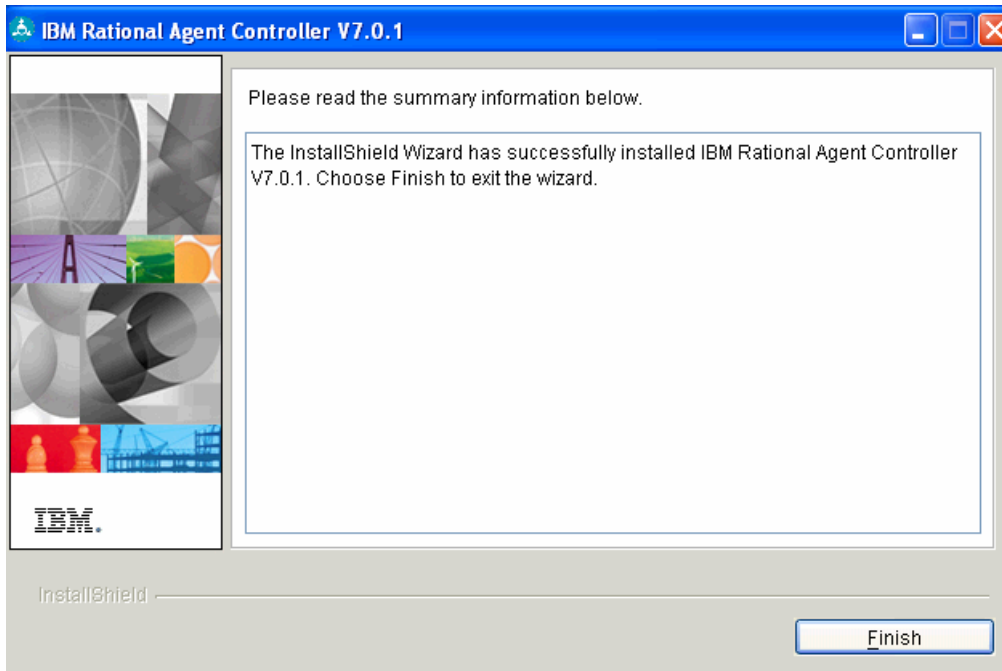 IBM Rational Agent Controller V7.0.1
Please read the summary information below.
The InstallShield Wizard has successfully installed IBM Rational Agent Controller
V7.0.1. Choose Finish to exit the wizard.
IBM.
InstallShield
Finish